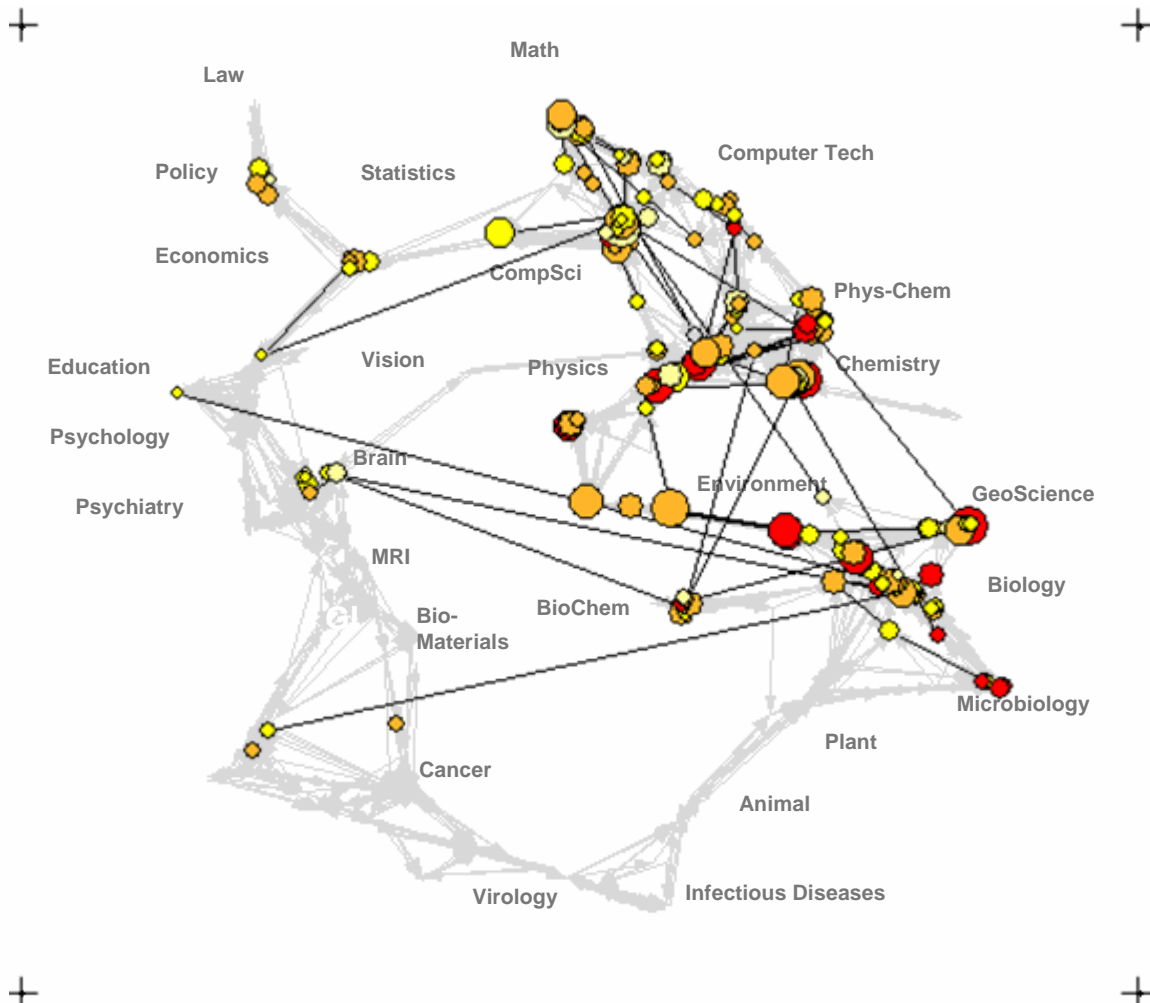 Math
Law
Computer Tech
Policy
Statistics
Economics
CompSci
Phys-Chem
Education
Vision
Physics
Chemistry
Psychology
Brain
Environment
GeoScience
Psychiatry
MRI
Biology
GI
BioChem
Bio-
Materials
Microbiology
Plant
Cancer
Animal
Virology
Infectious Diseases